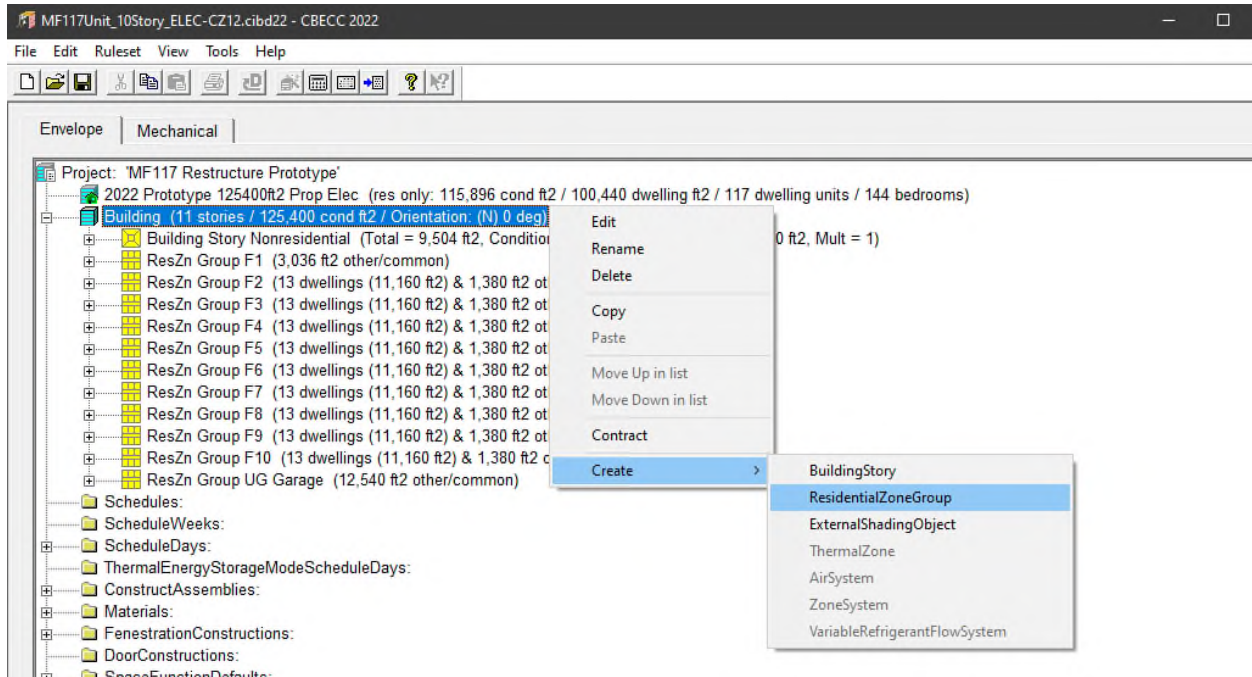 MF117Unit_10Story_ELEC-CZ12.cibd22 - CBECC 2022
File Edit Ruleset View Tools Help
Envelope Mechanical
Project: 'MF117 Restructure Prototype'
2022 Prototype 125400ft2 Prop Elec (res only: 115,896 cond ft2 / 100,440 dwelling ft2 / 117 dwelling units / 144 bedrooms)
Building (11 stories / 125,400 cond ft2 / Orientation: (N) 0 deg)
Building Story Nonresidential (Total = 9,504 ft2, Condition 0 ft2, Mult = 1)
ResZn Group F1 (3,036 ft2 other/common)
ResZn Group F2 (13 dwellings (11,160 ft2) & 1,380 ft2 ot
ResZn Group F3 (13 dwellings (11,160 ft2) & 1,380 ft2 ot
ResZn Group F4 (13 dwellings (11,160 ft2) & 1,380 ft2 ot
ResZn Group F5 (13 dwellings (11,160 ft2) & 1,380 ft2 ot
ResZn Group F6 (13 dwellings (11,160 ft2) & 1,380 ft2 ot
ResZn Group F7 (13 dwellings (11,160 ft2) & 1,380 ft2 ot
ResZn Group F8 (13 dwellings (11,160 ft2) & 1,380 ft2 ot
ResZn Group F9 (13 dwellings (11,160 ft2) & 1,380 ft2 ot
ResZn Group F10 (13 dwellings (11,160 ft2) & 1,380 ft2 o
ResZn Group UG Garage (12,540 ft2 other/common)
Schedules:
ScheduleWeeks:
ScheduleDays:
ThermalEnergyStorageModeScheduleDays:
ConstructAssemblies:
Materials:
FenestrationConstructions:
DoorConstructions:
SpaceFunctionDefaults:
Edit
Rename
Delete
Copy
Paste
Move Up in list
Move Down in list
Contract
Create >
BuildingStory
ResidentialZoneGroup
ExternalShadingObject
ThermalZone
AirSystem
ZoneSystem
VariableRefrigerantFlowSystem